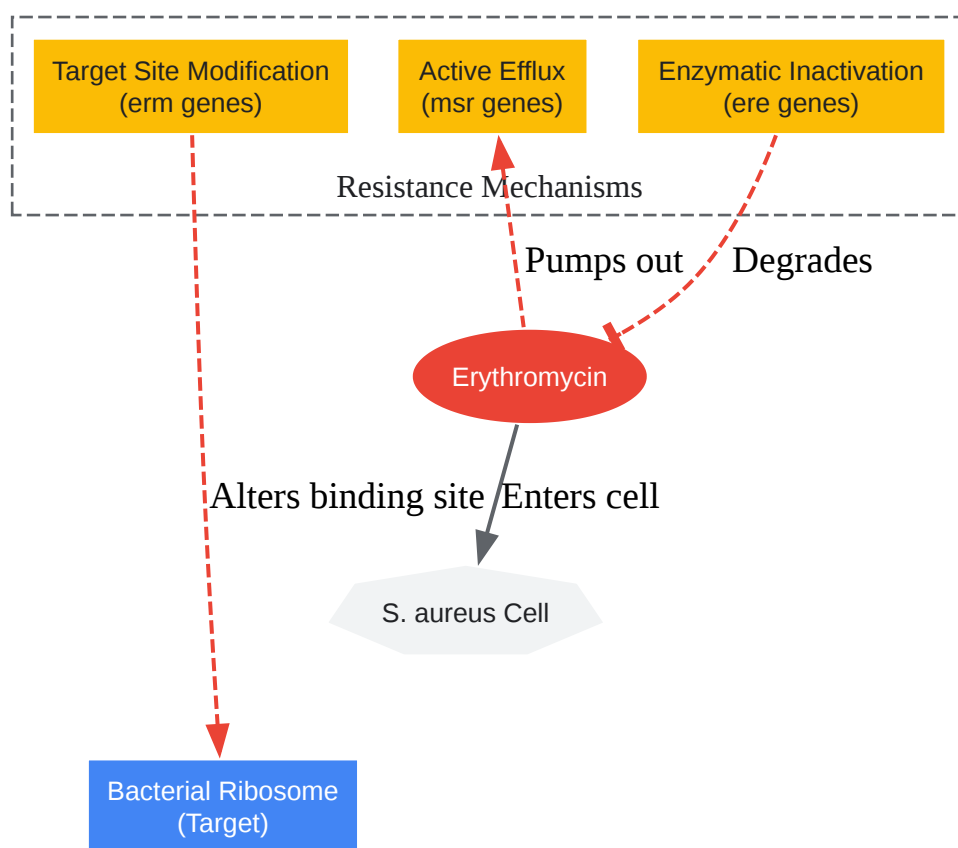 Target Site Modification
(erm genes)
Active Efflux
(msr genes)
Enzymatic Inactivation
(ere genes)
Resistance Mechanisms
Pumps out
Degrades
Erythromycin
Alters binding site
Enters cell
S. aureus Cell
Bacterial Ribosome
(Target)